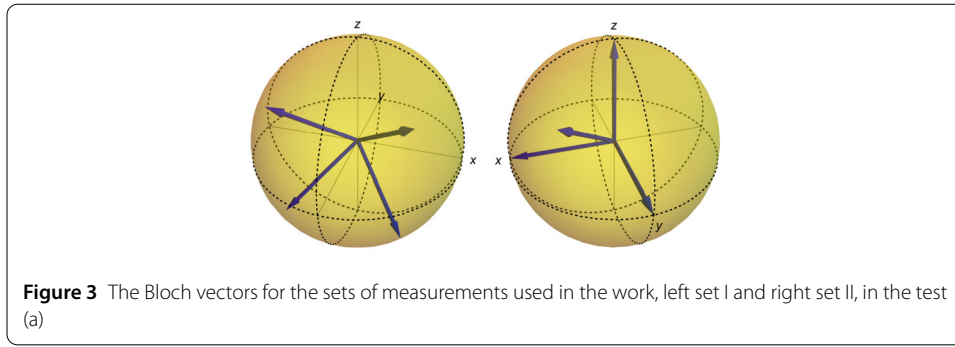 z
z
y
x
x
y
Figure 3 The Bloch vectors for the sets of measurements used in the work, left set I and right set II, in the test
(a)